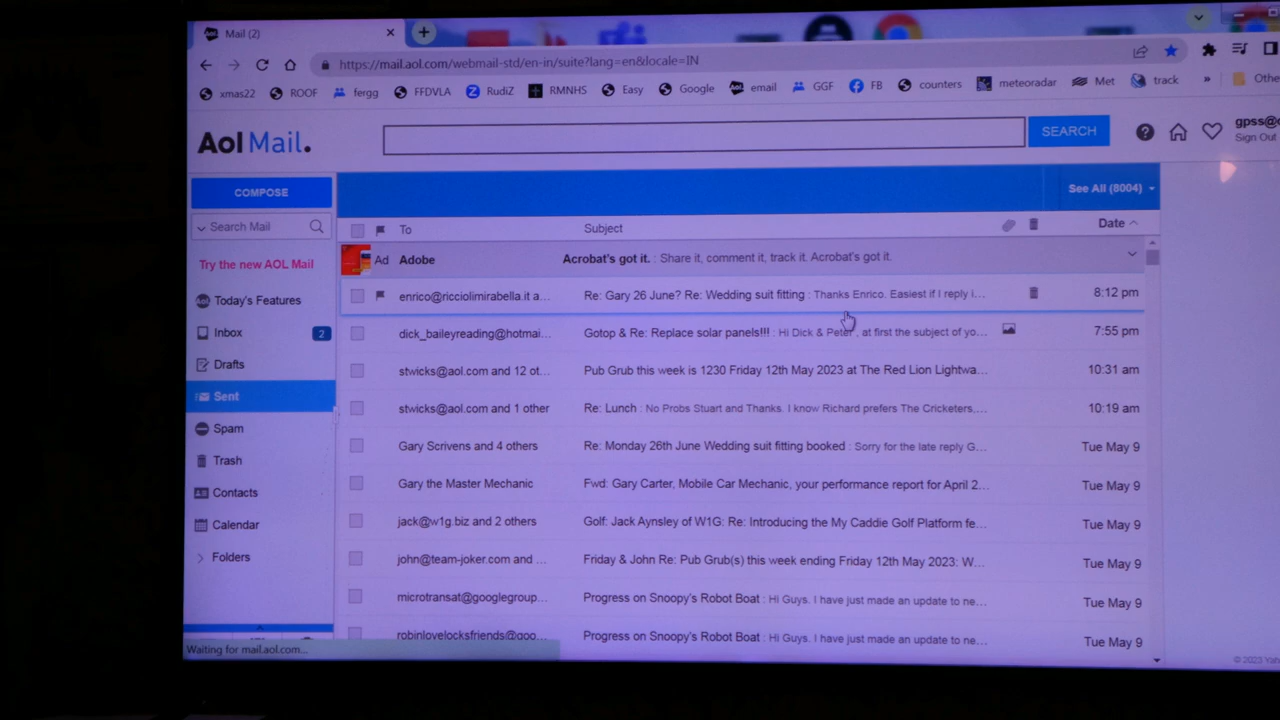 Mail (2)
https://mail.aol.com/webmail-std/en-in/suite?lang=en&locale=IN
xmas22 ROOF fergg FFDVLA RudiZ RMNHS Easy Google email GGF FB counters meteoradar Met track » Othe
Aol Mail. SEARCH gpss@
Sign Out
COMPOSE See All (8004)
Search Mail To Subject Date
Try the new AOL Mail Ad Adobe Acrobat's got it. : Share it, comment it, track it. Acrobat's got it.
Today's Features enrico@ricciolimirabella.it a... Re: Gary 26 June? Re: Wedding suit fitting : Thanks Enrico. Easiest if I reply i... 8:12 pm
Inbox 2 dick_baileyreading@hotmai... Gotop & Re: Replace solar panels!!! : Hi Dick & Peter , at first the subject of yo... 7:55 pm
Drafts stwicks@aol.com and 12 ot... Pub Grub this week is 1230 Friday 12th May 2023 at The Red Lion Lightwa... 10:31 am
Sent stwicks@aol.com and 1 other Re: Lunch : No Probs Stuart and Thanks. I know Richard prefers The Cricketers,... 10:19 am
Spam Gary Scrivens and 4 others Re: Monday 26th June Wedding suit fitting booked : Sorry for the late reply G... Tue May 9
Trash Gary the Master Mechanic Fwd: Gary Carter, Mobile Car Mechanic, your performance report for April 2... Tue May 9
Contacts jack@w1g.biz and 2 others Golf: Jack Aynsley of W1G: Re: Introducing the My Caddie Golf Platform fe... Tue May 9
Calendar john@team-joker.com and ... Friday & John Re: Pub Grub(s) this week ending Friday 12th May 2023: W... Tue May 9
Folders microtransat@googlegroup... Progress on Snoopy's Robot Boat : Hi Guys. I have just made an update to ne... Tue May 9
robinlovelocksfriends@goo... Progress on Snoopy's Robot Boat : Hi Guys. I have just made an update to ne... Tue May 9
Waiting for mail.aol.com... © 2023 Yah